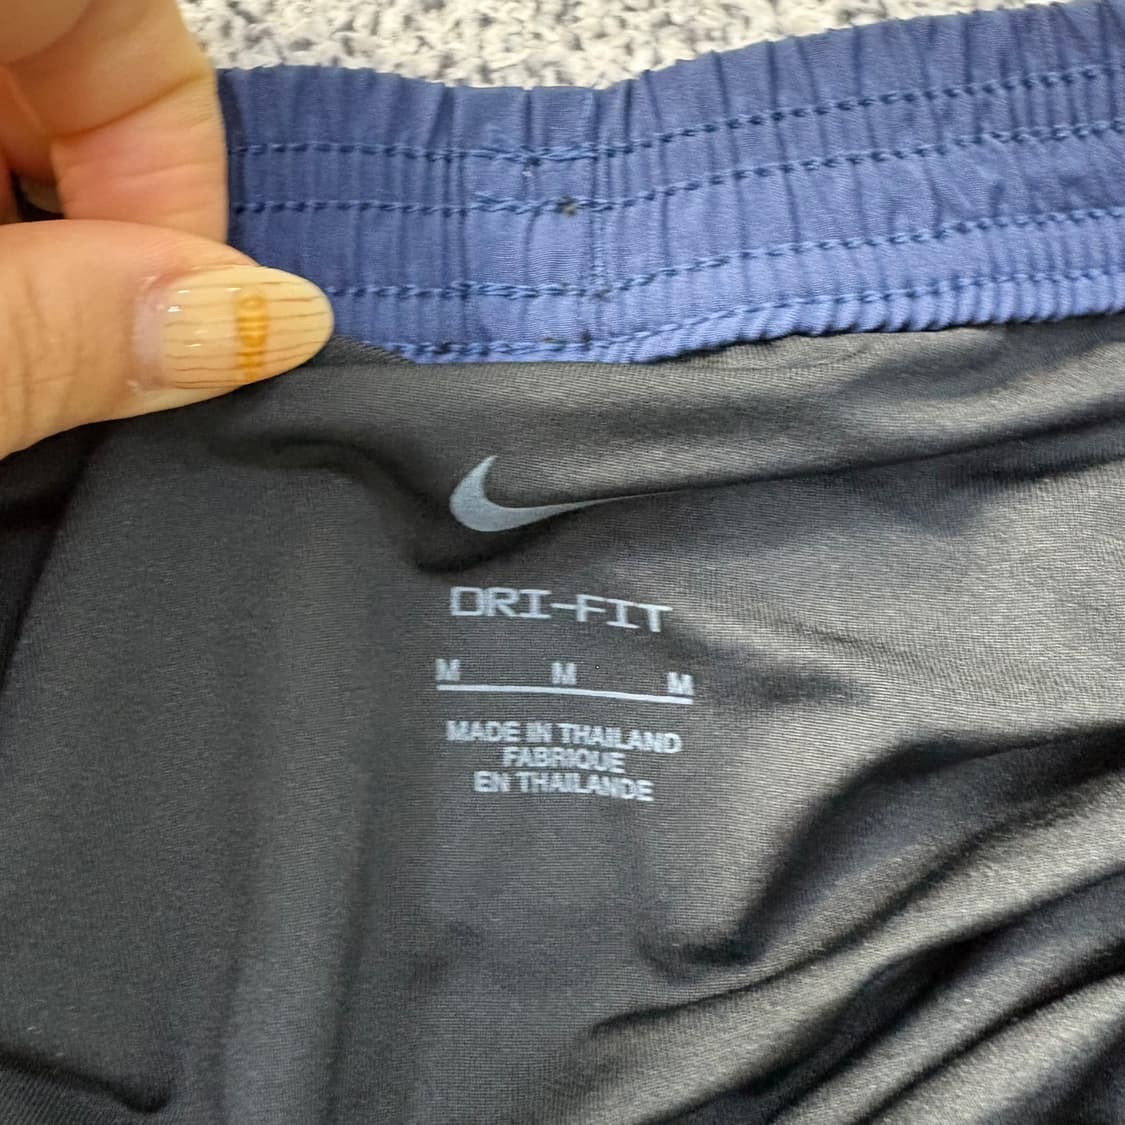 DRI-FIT
M M M
MADE IN THAILAND
FABRIQUE
EN THAILANDE